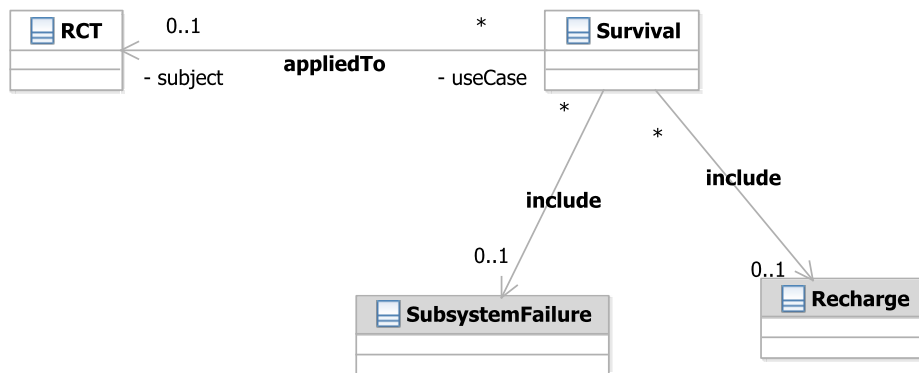 RCT
0..1
*
Survival
appliedTo
- subject
- useCase
*
*
include
include
0..1
0..1
SubsystemFailure
Recharge